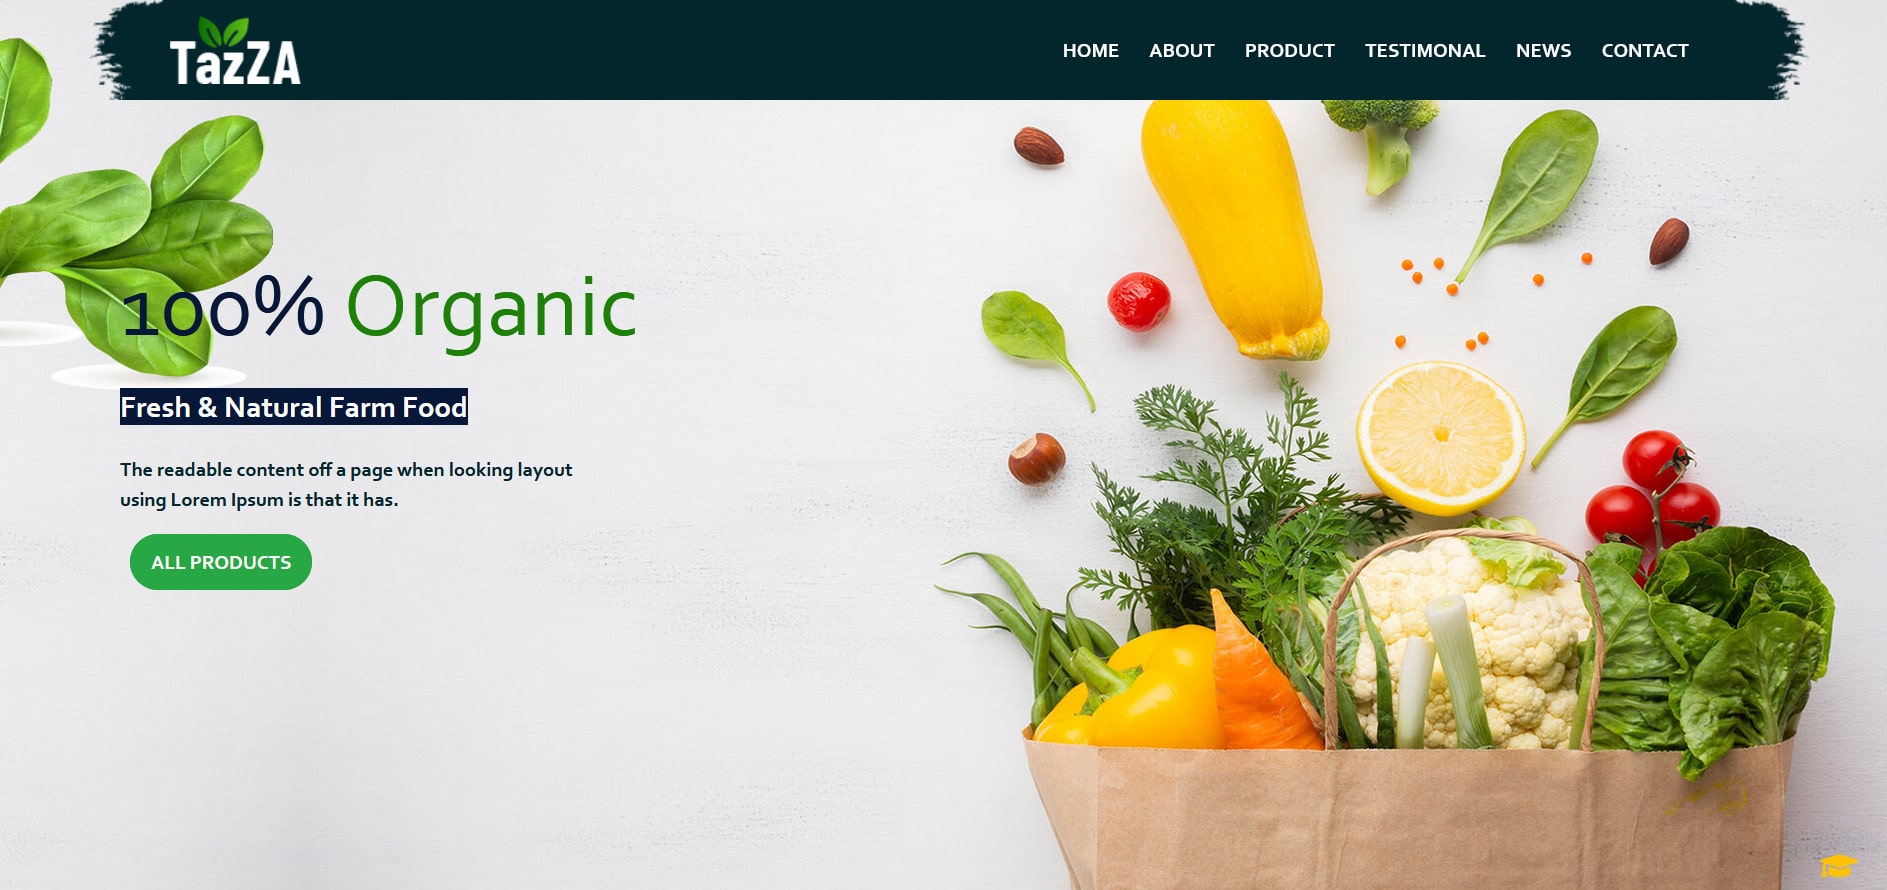 TazZA
HOME ABOUT PRODUCT TESTIMONAL NEWS CONTACT
100% Organic
Fresh & Natural Farm Food
The readable content off a page when looking layout
using Lorem Ipsum is that it has.
ALL PRODUCTS